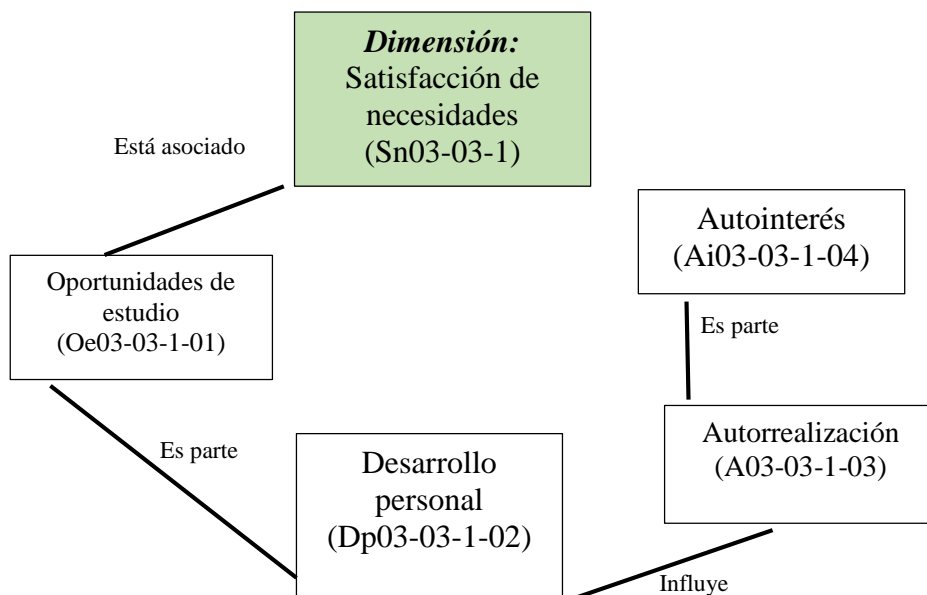 Dimensión:
Satisfacción de
necesidades
(Sn03-03-1)
Está asociado
Autointerés
(Ai03-03-1-04)
Oportunidades de
estudio
(Oe03-03-1-01)
Es parte
Es parte
Desarrollo
personal
(Dp03-03-1-02)
Autorrealización
(A03-03-1-03)
Influye